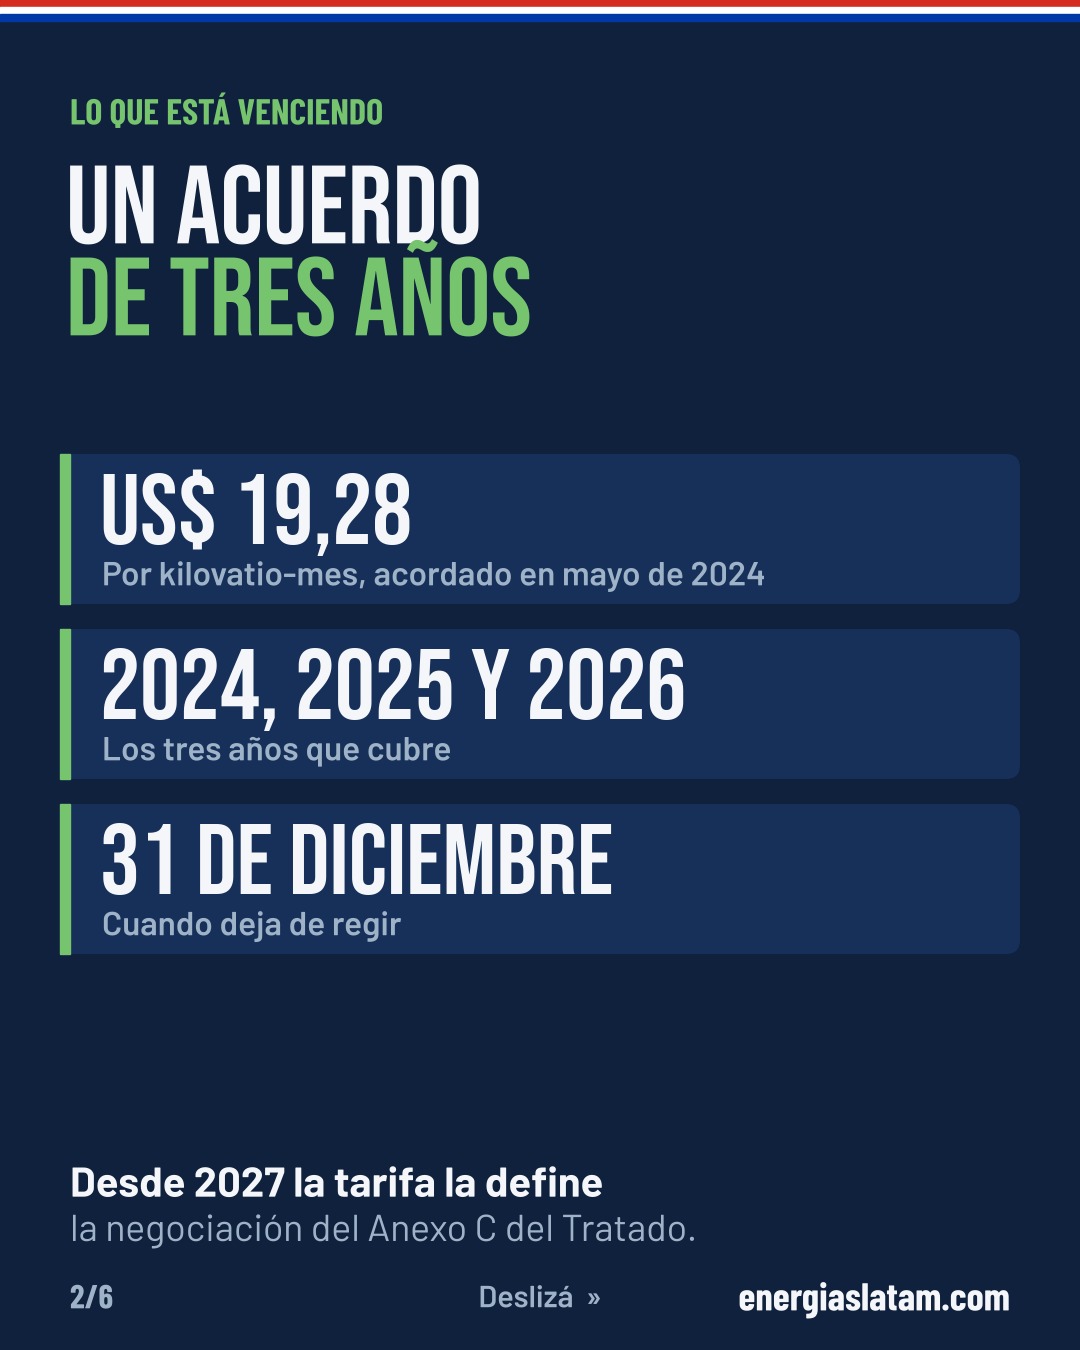 LO QUE ESTÁ VENCIENDO
UN ACUERDO
DE TRES AÑOS
US$ 19,28
Por kilovatio-mes, acordado en mayo de 2024
2024, 2025 Y 2026
Los tres años que cubre
31 DE DICIEMBRE
Cuando deja de regir
Desde 2027 la tarifa la define
la negociación del Anexo C del Tratado.
2/6
Deslizá »
energiaslatam.com